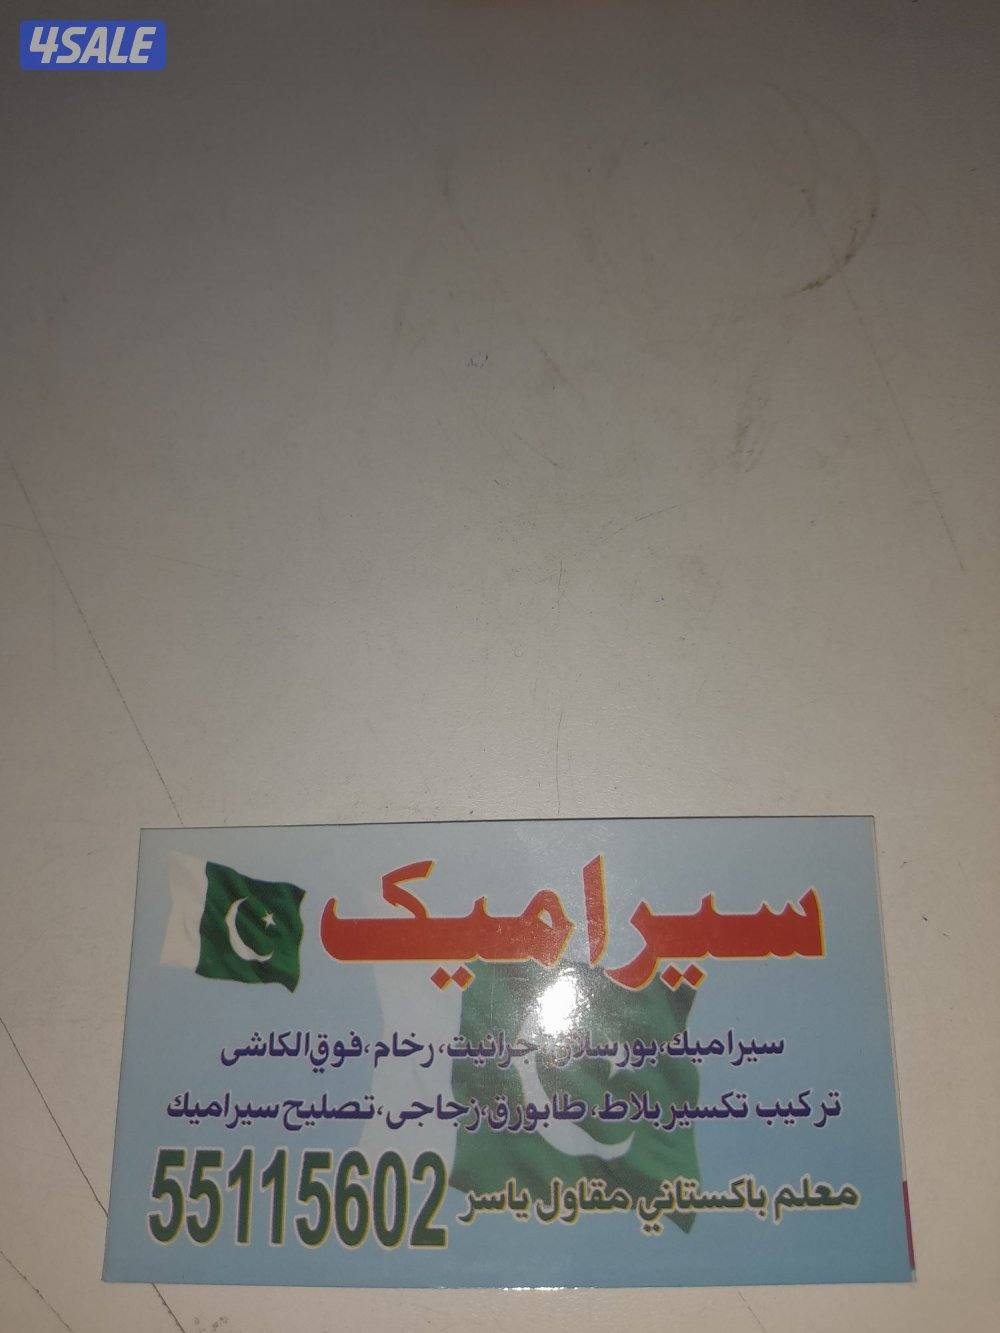 4SALE
سيراميک
سيراميك،بورسلان،جرانيت،رخام،فوق الكاشى
تركيب تكسير بلاط،طابورق،زجاجى،تصليح سيراميك
معلم باكستاني مقاول ياسر 55115602